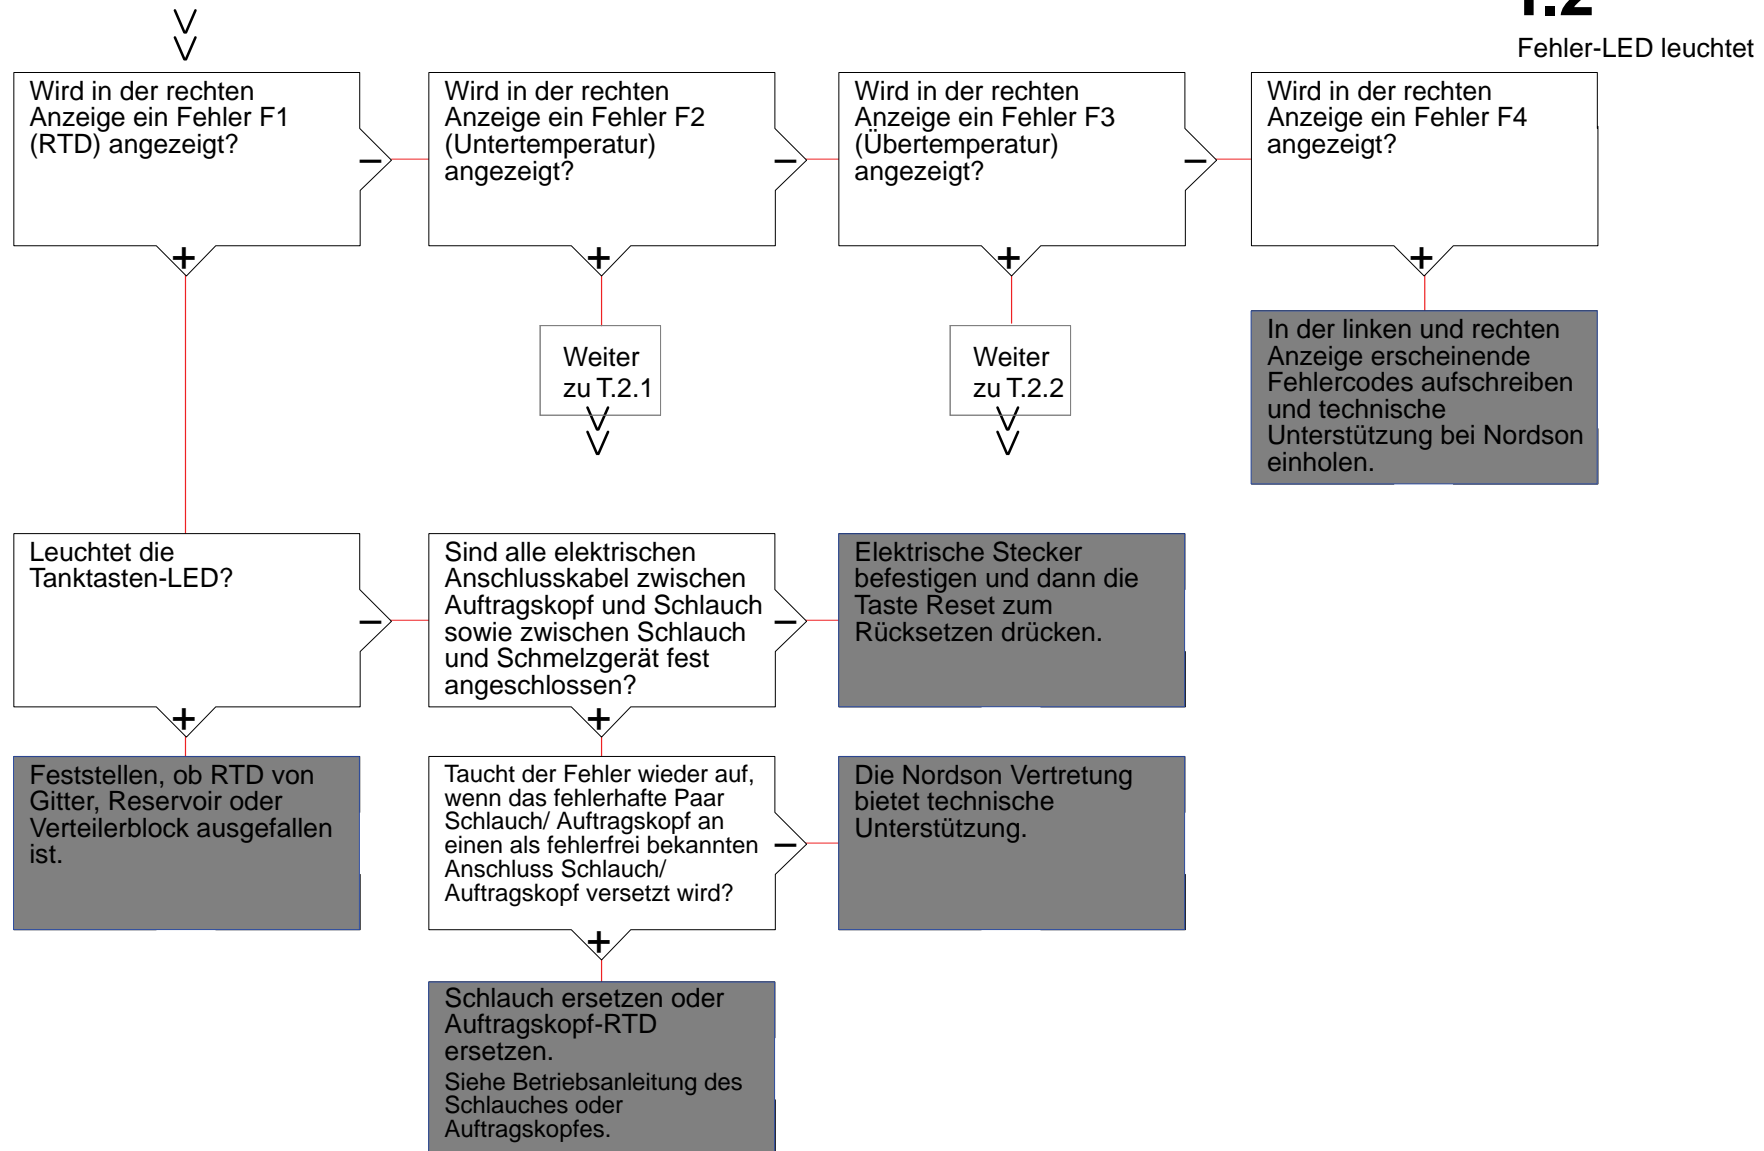 T.2
Fehler-LED leuchtet
Wird in der rechten
Anzeige ein Fehler F1
(RTD) angezeigt?
–
+
Wird in der rechten
Anzeige ein Fehler F2
(Untertemperatur)
angezeigt?
–
+
Wird in der rechten
Anzeige ein Fehler F3
(Übertemperatur)
angezeigt?
–
+
Wird in der rechten
Anzeige ein Fehler F4
angezeigt?
+
Weiter
zu T.2.1
Weiter
zu T.2.2
In der linken und rechten
Anzeige erscheinende
Fehlercodes aufschreiben
und technische
Unterstützung bei Nordson
einholen.
Leuchtet die
Tanktasten-LED?
–
+
Sind alle elektrischen
Anschlusskabel zwischen
Auftragskopf und Schlauch
sowie zwischen Schlauch
und Schmelzgerät fest
angeschlossen?
–
+
Elektrische Stecker
befestigen und dann die
Taste Reset zum
Rücksetzen drücken.
Feststellen, ob RTD von
Gitter, Reservoir oder
Verteilerblock ausgefallen
ist.
Taucht der Fehler wieder auf,
wenn das fehlerhafte Paar
Schlauch/ Auftragskopf an
einen als fehlerfrei bekannten
Anschluss Schlauch/
Auftragskopf versetzt wird?
–
+
Die Nordson Vertretung
bietet technische
Unterstützung.
Schlauch ersetzen oder
Auftragskopf-RTD
ersetzen.
Siehe Betriebsanleitung des
Schlauches oder
Auftragskopfes.